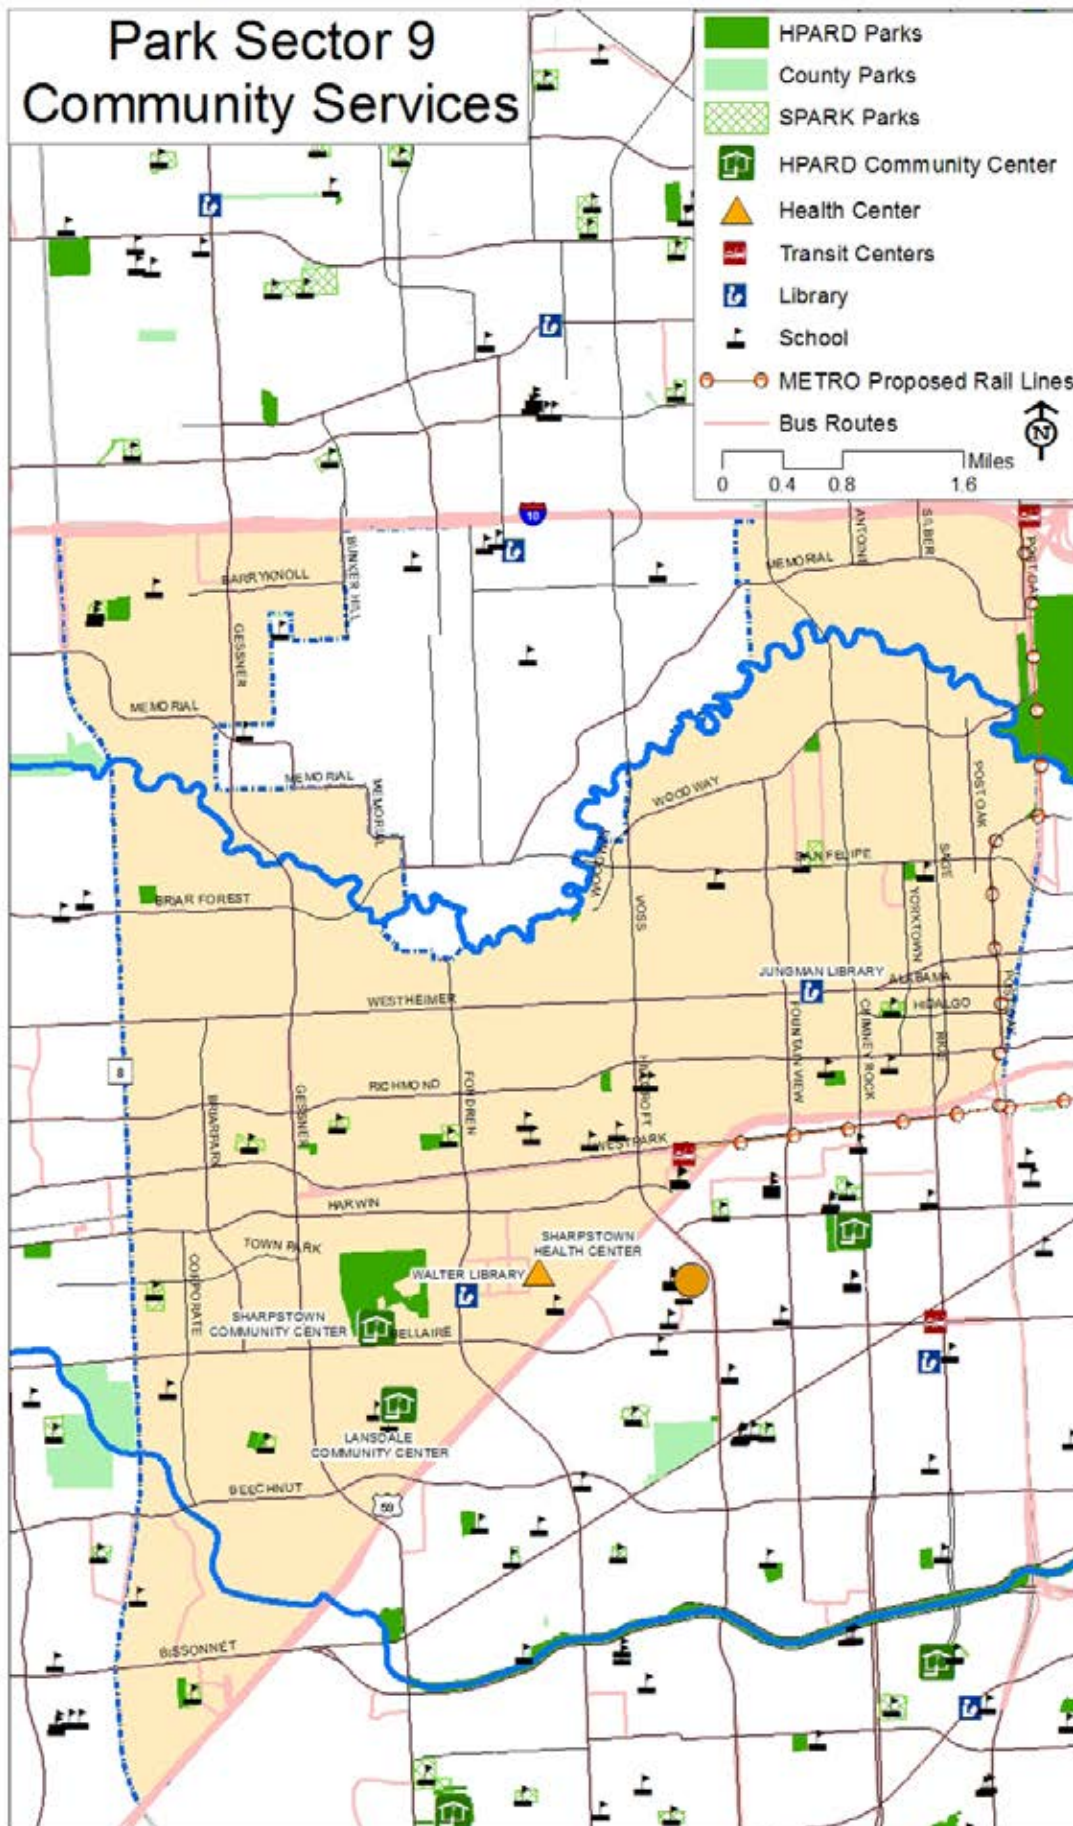 Park Sector 9
Community Services
HPARD Parks
County Parks
SPARK Parks
HPARD Community Center
Health Center
Transit Centers
Library
School
METRO Proposed Rail Lines
Bus Routes
N
Miles
0 0.4 0.8 1.6
10
BUNKER HILL
BARRYKNOLL
GESSNER
MEMORIAL
ANTOINE
SILBER
POST OAK
MEMORIAL
MEMORIAL
MEMORIAL
WOODWAY
POST OAK
WOODWAY
SAN FELIPE
SAGE
BRIAR FOREST
VOSS
YORKTOWN
JUNGMAN LIBRARY
ALABAMA
WESTHEIMER
HIDALGO
FOUNTAIN VIEW
CHIMNEY ROCK
RICE
POST OAK
8
RICHMOND
FONDREN
HILLCROFT
BRIARPARK
GESSNER
WESTPARK
HARWIN
TOWN PARK
CORPORATE
SHARPSTOWN
HEALTH CENTER
WALTER LIBRARY
SHARPSTOWN
COMMUNITY CENTER
BELLAIRE
LANSDALE
COMMUNITY CENTER
BEECHNUT
59
BISSONNET